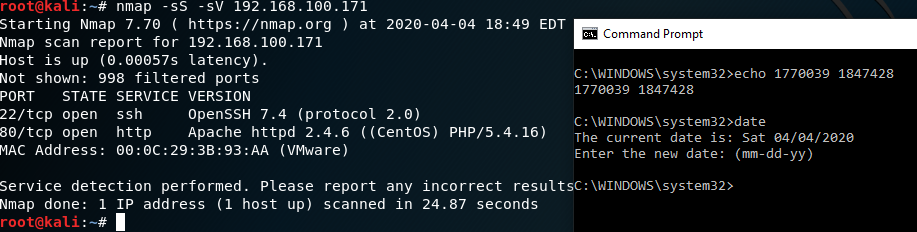 root@kali:~# nmap -sS -sV 192.168.100.171
Starting Nmap 7.70 ( https://nmap.org ) at 2020-04-04 18:49 EDT
Nmap scan report for 192.168.100.171
Host is up (0.00057s latency).
Not shown: 998 filtered ports
PORT   STATE SERVICE VERSION
22/tcp open  ssh     OpenSSH 7.4 (protocol 2.0)
80/tcp open  http    Apache httpd 2.4.6 ((CentOS) PHP/5.4.16)
MAC Address: 00:0C:29:3B:93:AA (VMware)
Service detection performed. Please report any incorrect results
Nmap done: 1 IP address (1 host up) scanned in 24.87 seconds
root@kali:~#
Command Prompt
C:\WINDOWS\system32>echo 1770039 1847428
1770039 1847428
C:\WINDOWS\system32>date
The current date is: Sat 04/04/2020
Enter the new date: (mm-dd-yy)
C:\WINDOWS\system32>